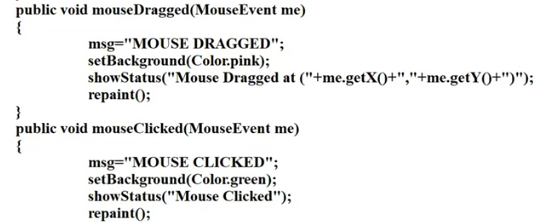 public void mouseDragged(MouseEvent me)
{
msg="MOUSE DRAGGED";
setBackground(Color.pink);
showStatus("Mouse Dragged at ("+me.getX()+","+me.getY()+")");
repaint();
}
public void mouseClicked(MouseEvent me)
{
msg="MOUSE CLICKED";
setBackground(Color.green);
showStatus("Mouse Clicked");
repaint();